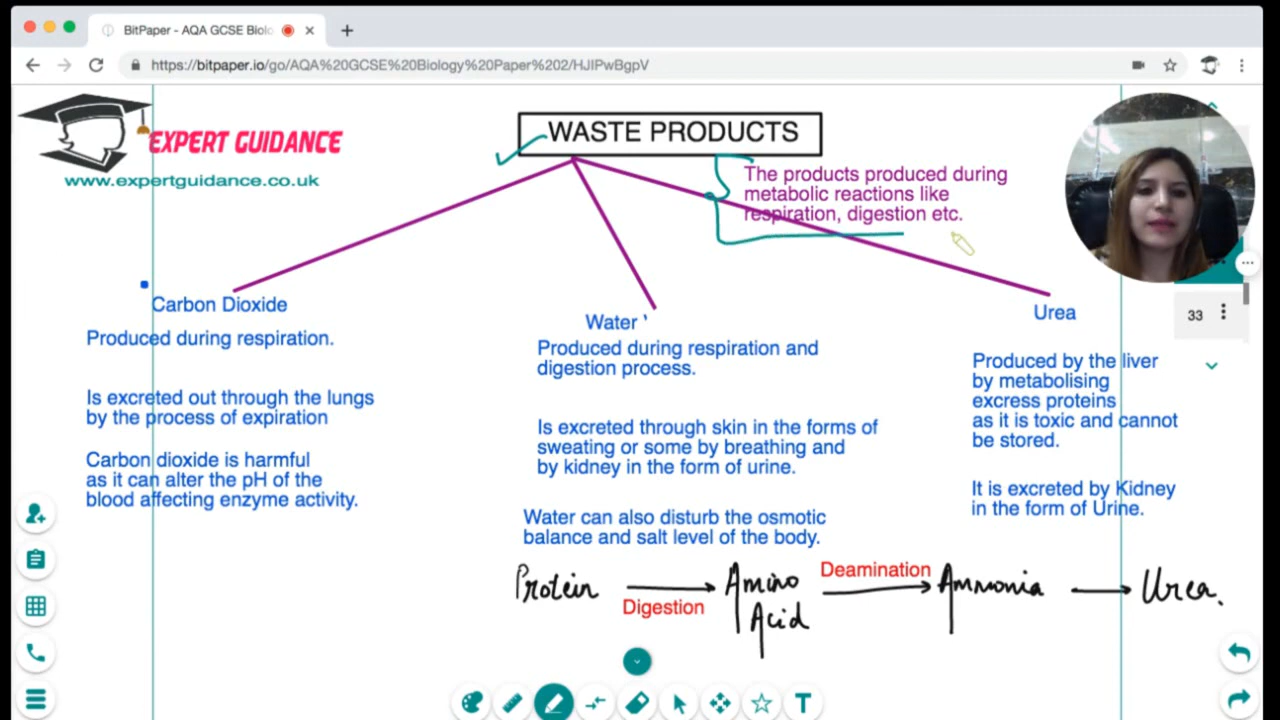 BitPaper - AQA GCSE Biolo
https://bitpaper.io/go/AQA%20GCSE%20Biology%20Paper%202/HJIPwBgpV
EXPERT GUIDANCE
www.expertguidance.co.uk
WASTE PRODUCTS
The products produced during
metabolic reactions like
respiration, digestion etc.
Carbon Dioxide
Produced during respiration.
Is excreted out through the lungs
by the process of expiration
Carbon dioxide is harmful
as it can alter the pH of the
blood affecting enzyme activity.
Water '
Produced during respiration and
digestion process.
Is excreted through skin in the forms of
sweating or some by breathing and
by kidney in the form of urine.
Water can also disturb the osmotic
balance and salt level of the body.
Urea
33
Produced by the liver
by metabolising
excress proteins
as it is toxic and cannot
be stored.
It is excreted by Kidney
in the form of Urine.
Protein Amino Acid Ammonia Urea.
Digestion
Deamination
T